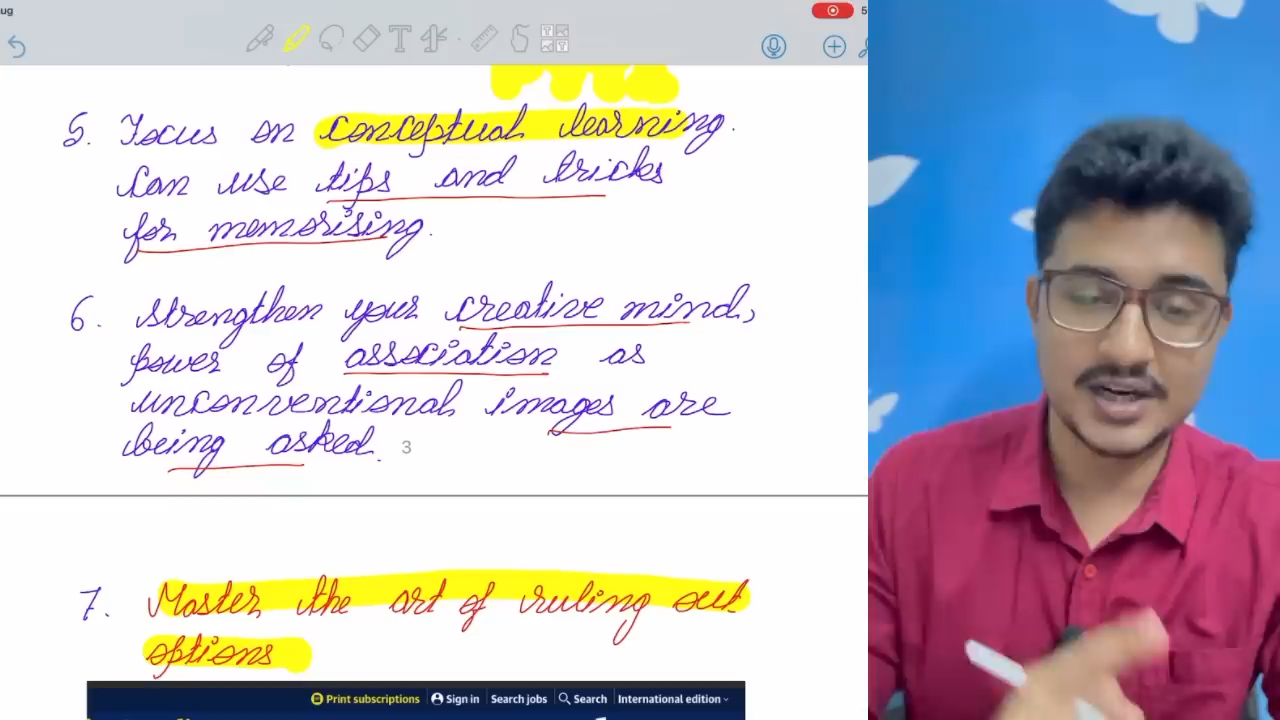 ug
5
5. Focus on conceptual learning.
Can use tips and tricks
for memorising.
6. Strengthen your creative mind,
power of association as
unconventional images are
being asked. 3
7. Master the art of ruling out
options
Print subscriptions Sign in Search jobs Search International edition